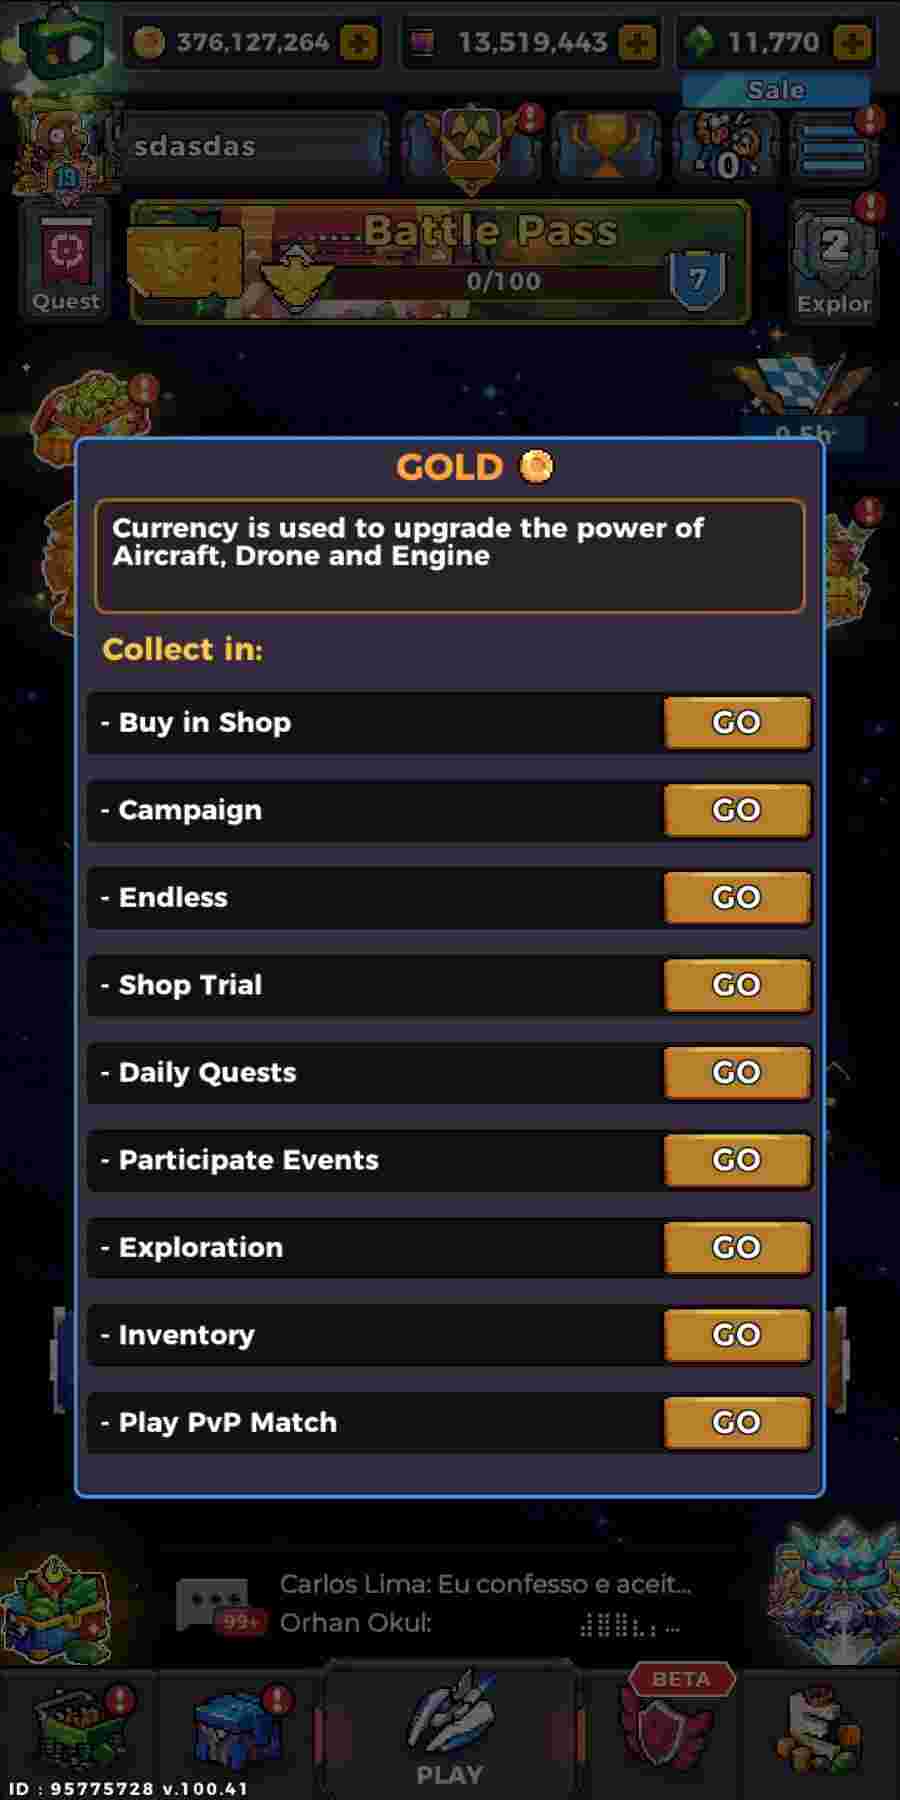 376,127,264
13,519,443
11,770
Sale
19
sdasdas
0
Quest
Battle Pass
0/100
7
2
Explor
GOLD
Currency is used to upgrade the power of
Aircraft, Drone and Engine
Collect in:
- Buy in Shop
GO
- Campaign
GO
- Endless
GO
- Shop Trial
GO
- Daily Quests
GO
- Participate Events
GO
- Exploration
GO
- Inventory
GO
- Play PvP Match
GO
99+
Carlos Lima: Eu confesso e aceit...
Orhan Okul:
BETA
PLAY
ID : 95775728 v.100.41